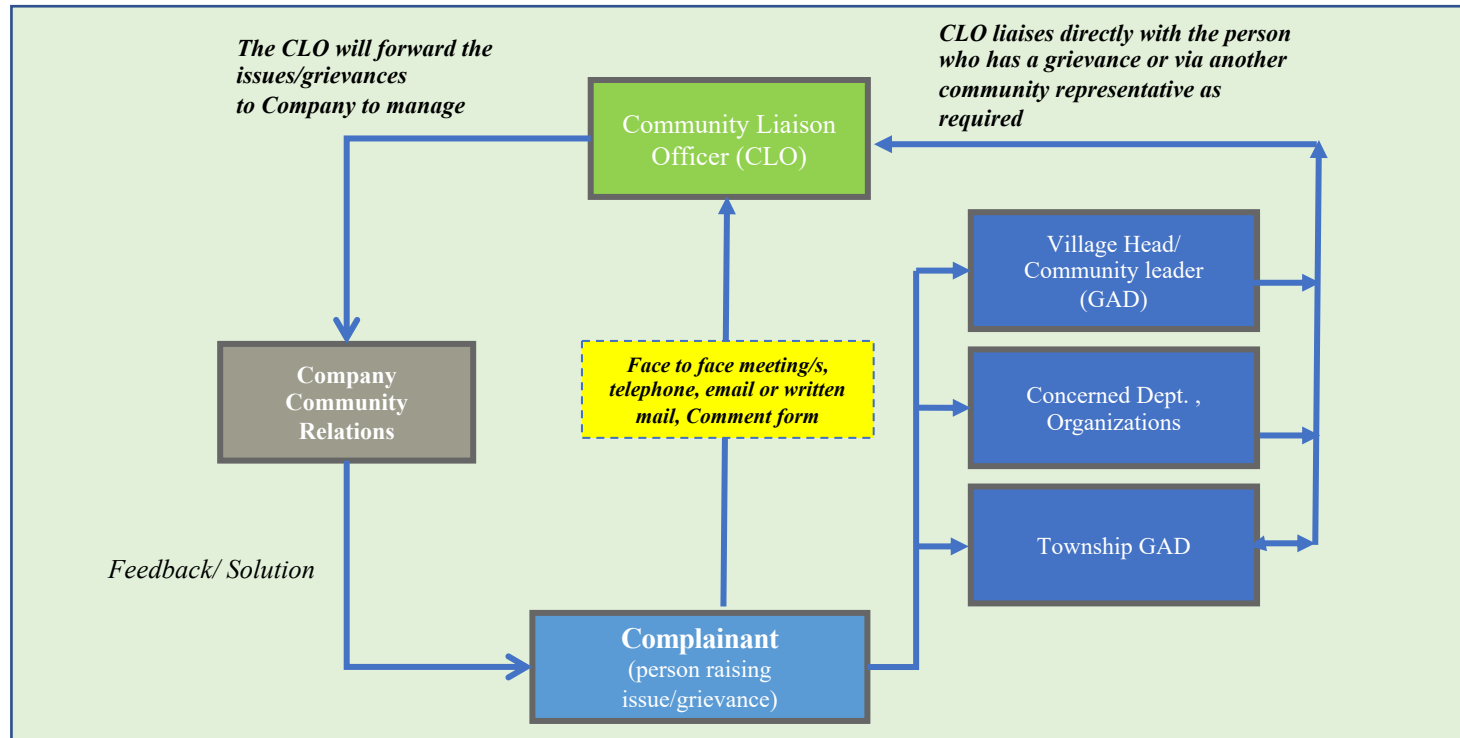 The CLO will forward the
issues/grievances
to Company to manage
CLO liaises directly with the person
who has a grievance or via another
community representative as
required
Community Liaison
Officer (CLO)
Village Head/
Community leader
(GAD)
Company
Community
Relations
Face to face meeting/s,
telephone, email or written
mail, Comment form
Concerned Dept. ,
Organizations
Township GAD
Feedback/ Solution
Complainant
(person raising
issue/grievance)